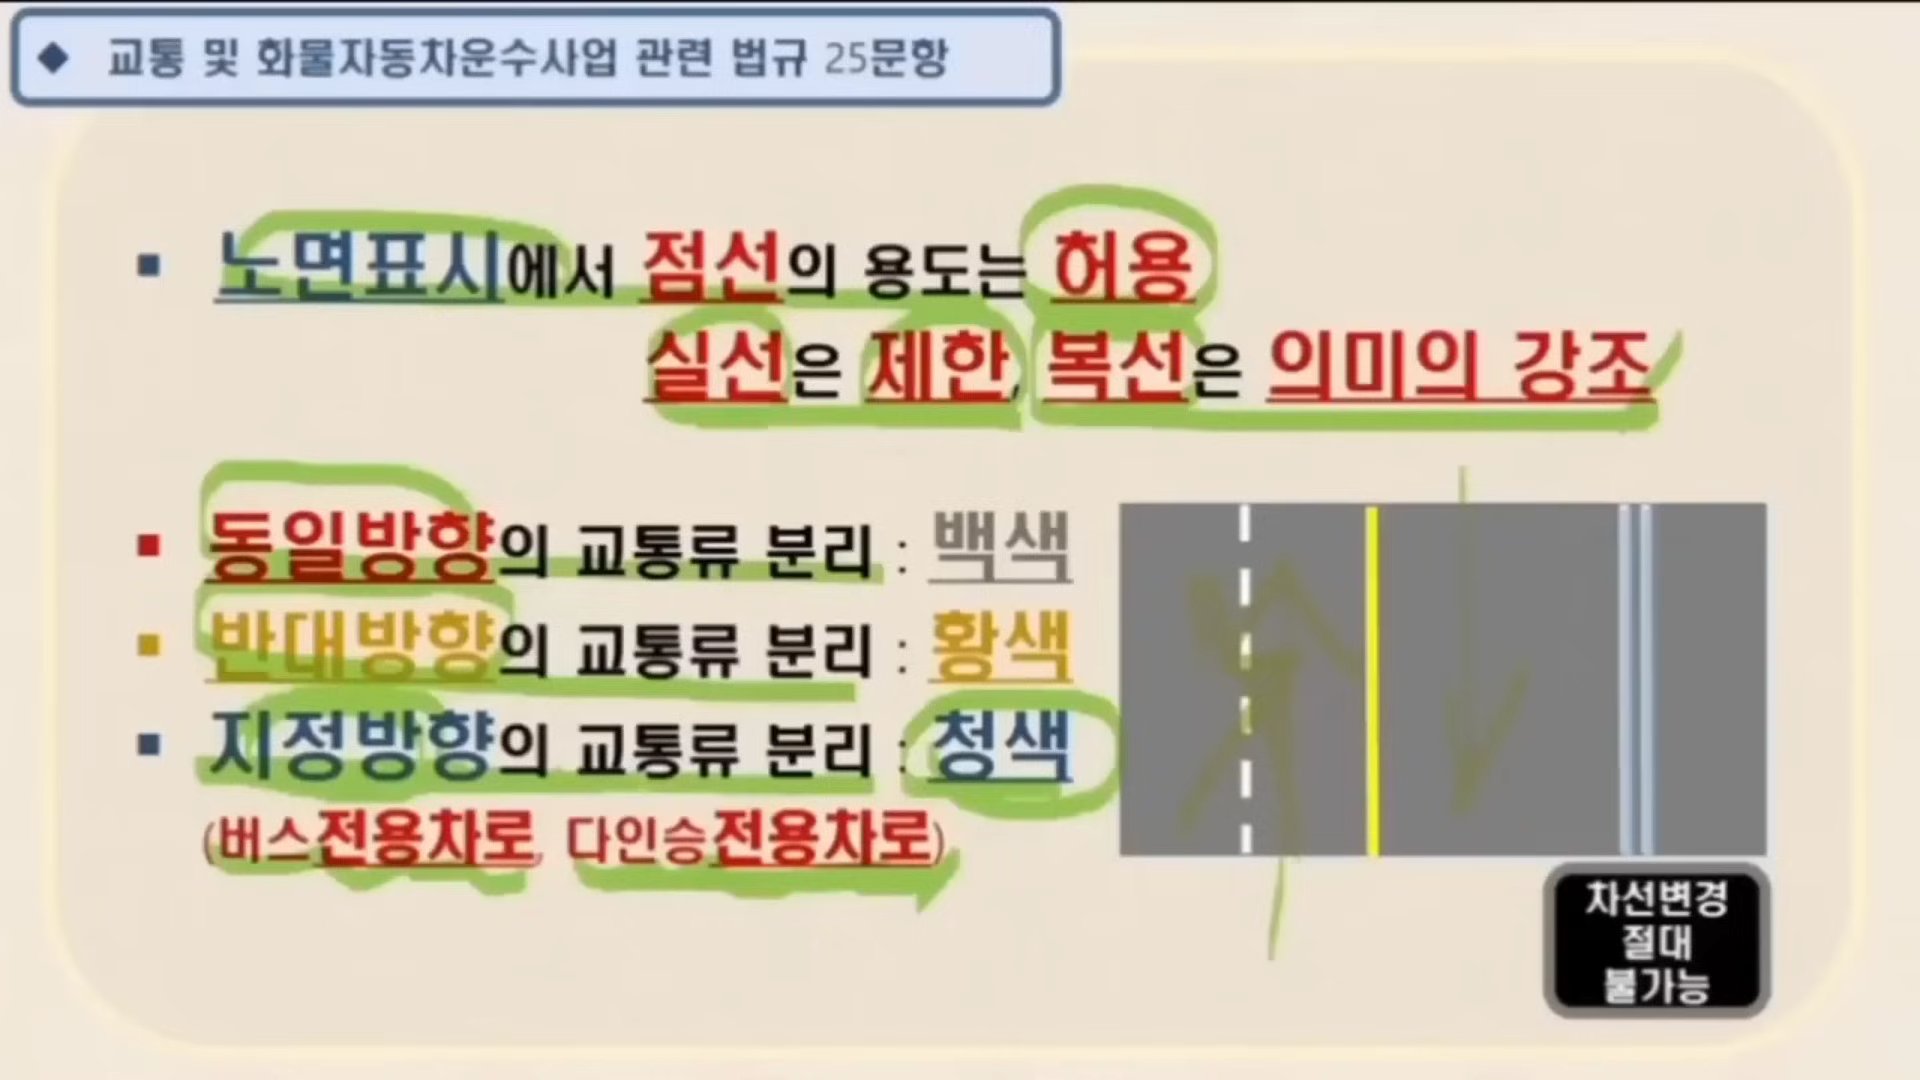 ◆ 교통 및 화물자동차운수사업 관련 법규 25문항
▪ 노면표시에서 점선의 용도는 허용
실선은 제한, 복선은 의미의 강조
▪ 동일방향의 교통류 분리 : 백색
▪ 반대방향의 교통류 분리 : 황색
▪ 지정방향의 교통류 분리 : 청색
(버스전용차로, 다인승전용차로)
차선변경
절대
불가능